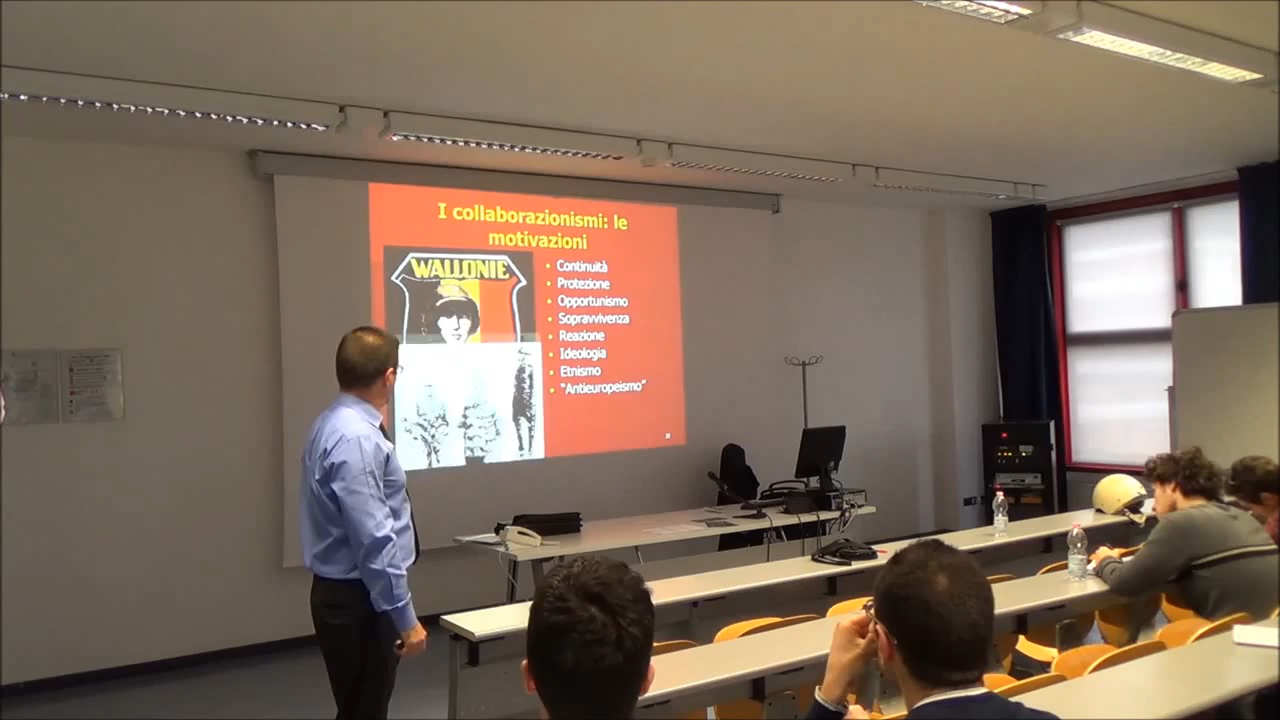 I collaborazionismi: le
motivazioni
WALLONIE
Continuità
Protezione
Opportunismo
Sopravvivenza
Reazione
Ideologia
Etnismo
"Antieuropeismo"